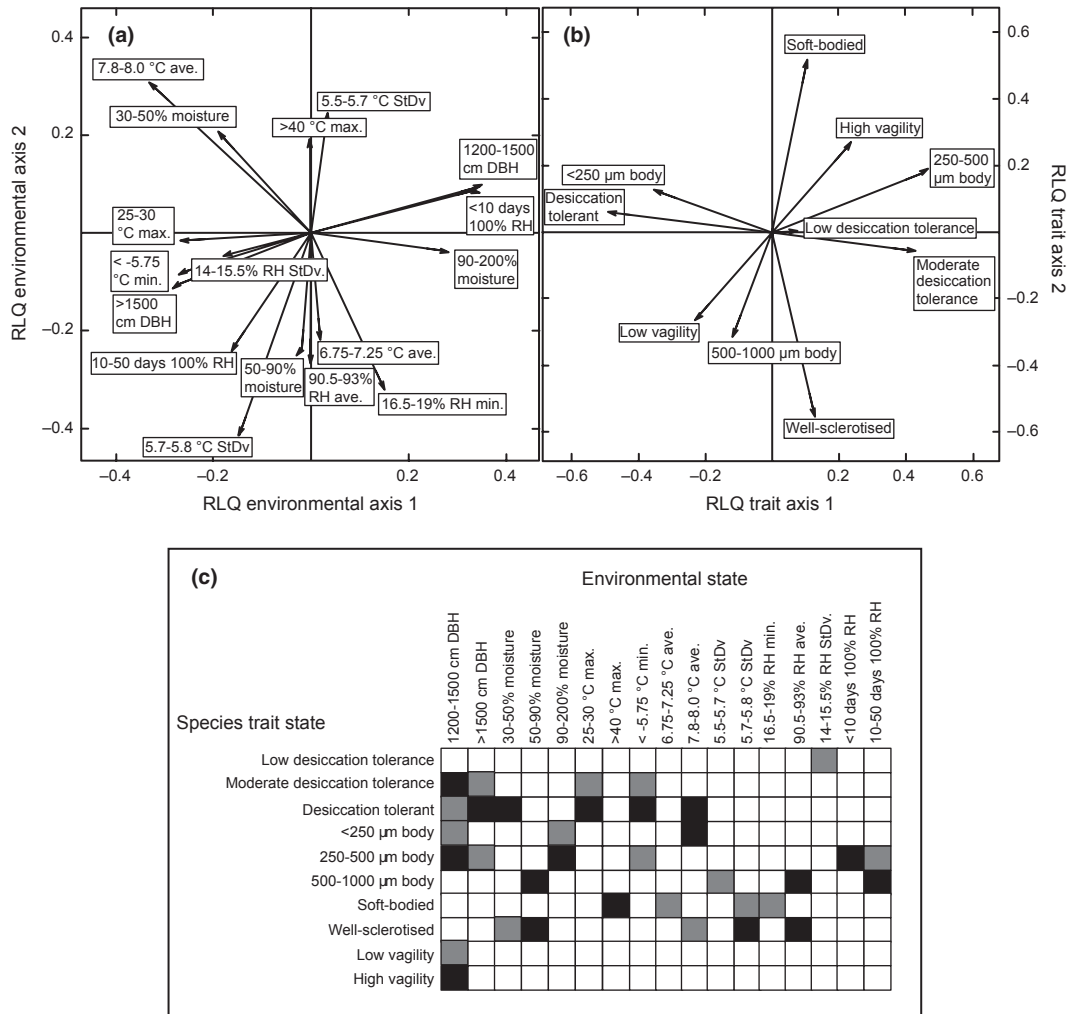 (a)
0.4
0.2
0.0
–0.2
–0.4
RLQ environmental axis 2
7.8-8.0 °C ave.
30-50% moisture
5.5-5.7 °C StDv
>40 °C max.
1200-1500
cm DBH
<10 days
100% RH
25-30
°C max.
< -5.75
°C min.
>1500
cm DBH
14-15.5% RH StDv.
90-200%
moisture
10-50 days 100% RH
50-90%
moisture
6.75-7.25 °C ave.
90.5-93%
RH ave.
16.5-19% RH min.
5.7-5.8 °C StDv
–0.4
–0.2
0.0
0.2
0.4
RLQ environmental axis 1
(b)
Soft-bodied
High vagility
250-500
µm body
<250 µm body
Desiccation
tolerant
Low desiccation tolerance
Moderate
desiccation
tolerance
Low vagility
500-1000 µm body
Well-sclerotised
0.6
0.4
0.2
0.0
–0.2
–0.4
–0.6
RLQ trait axis 2
–0.6
–0.4
–0.2
0.0
0.2
0.4
0.6
RLQ trait axis 1
(c)
Environmental state
1200-1500 cm DBH
>1500 cm DBH
30-50% moisture
50-90% moisture
90-200% moisture
25-30 °C max.
>40 °C max.
< -5.75 °C min.
6.75-7.25 °C ave.
7.8-8.0 °C ave.
5.5-5.7 °C StDv
5.7-5.8 °C StDv
16.5-19% RH min.
90.5-93% RH ave.
14-15.5% RH StDv.
<10 days 100% RH
10-50 days 100% RH
Species trait state
Low desiccation tolerance
Moderate desiccation tolerance
Desiccation tolerant
<250 µm body
250-500 µm body
500-1000 µm body
Soft-bodied
Well-sclerotised
Low vagility
High vagility